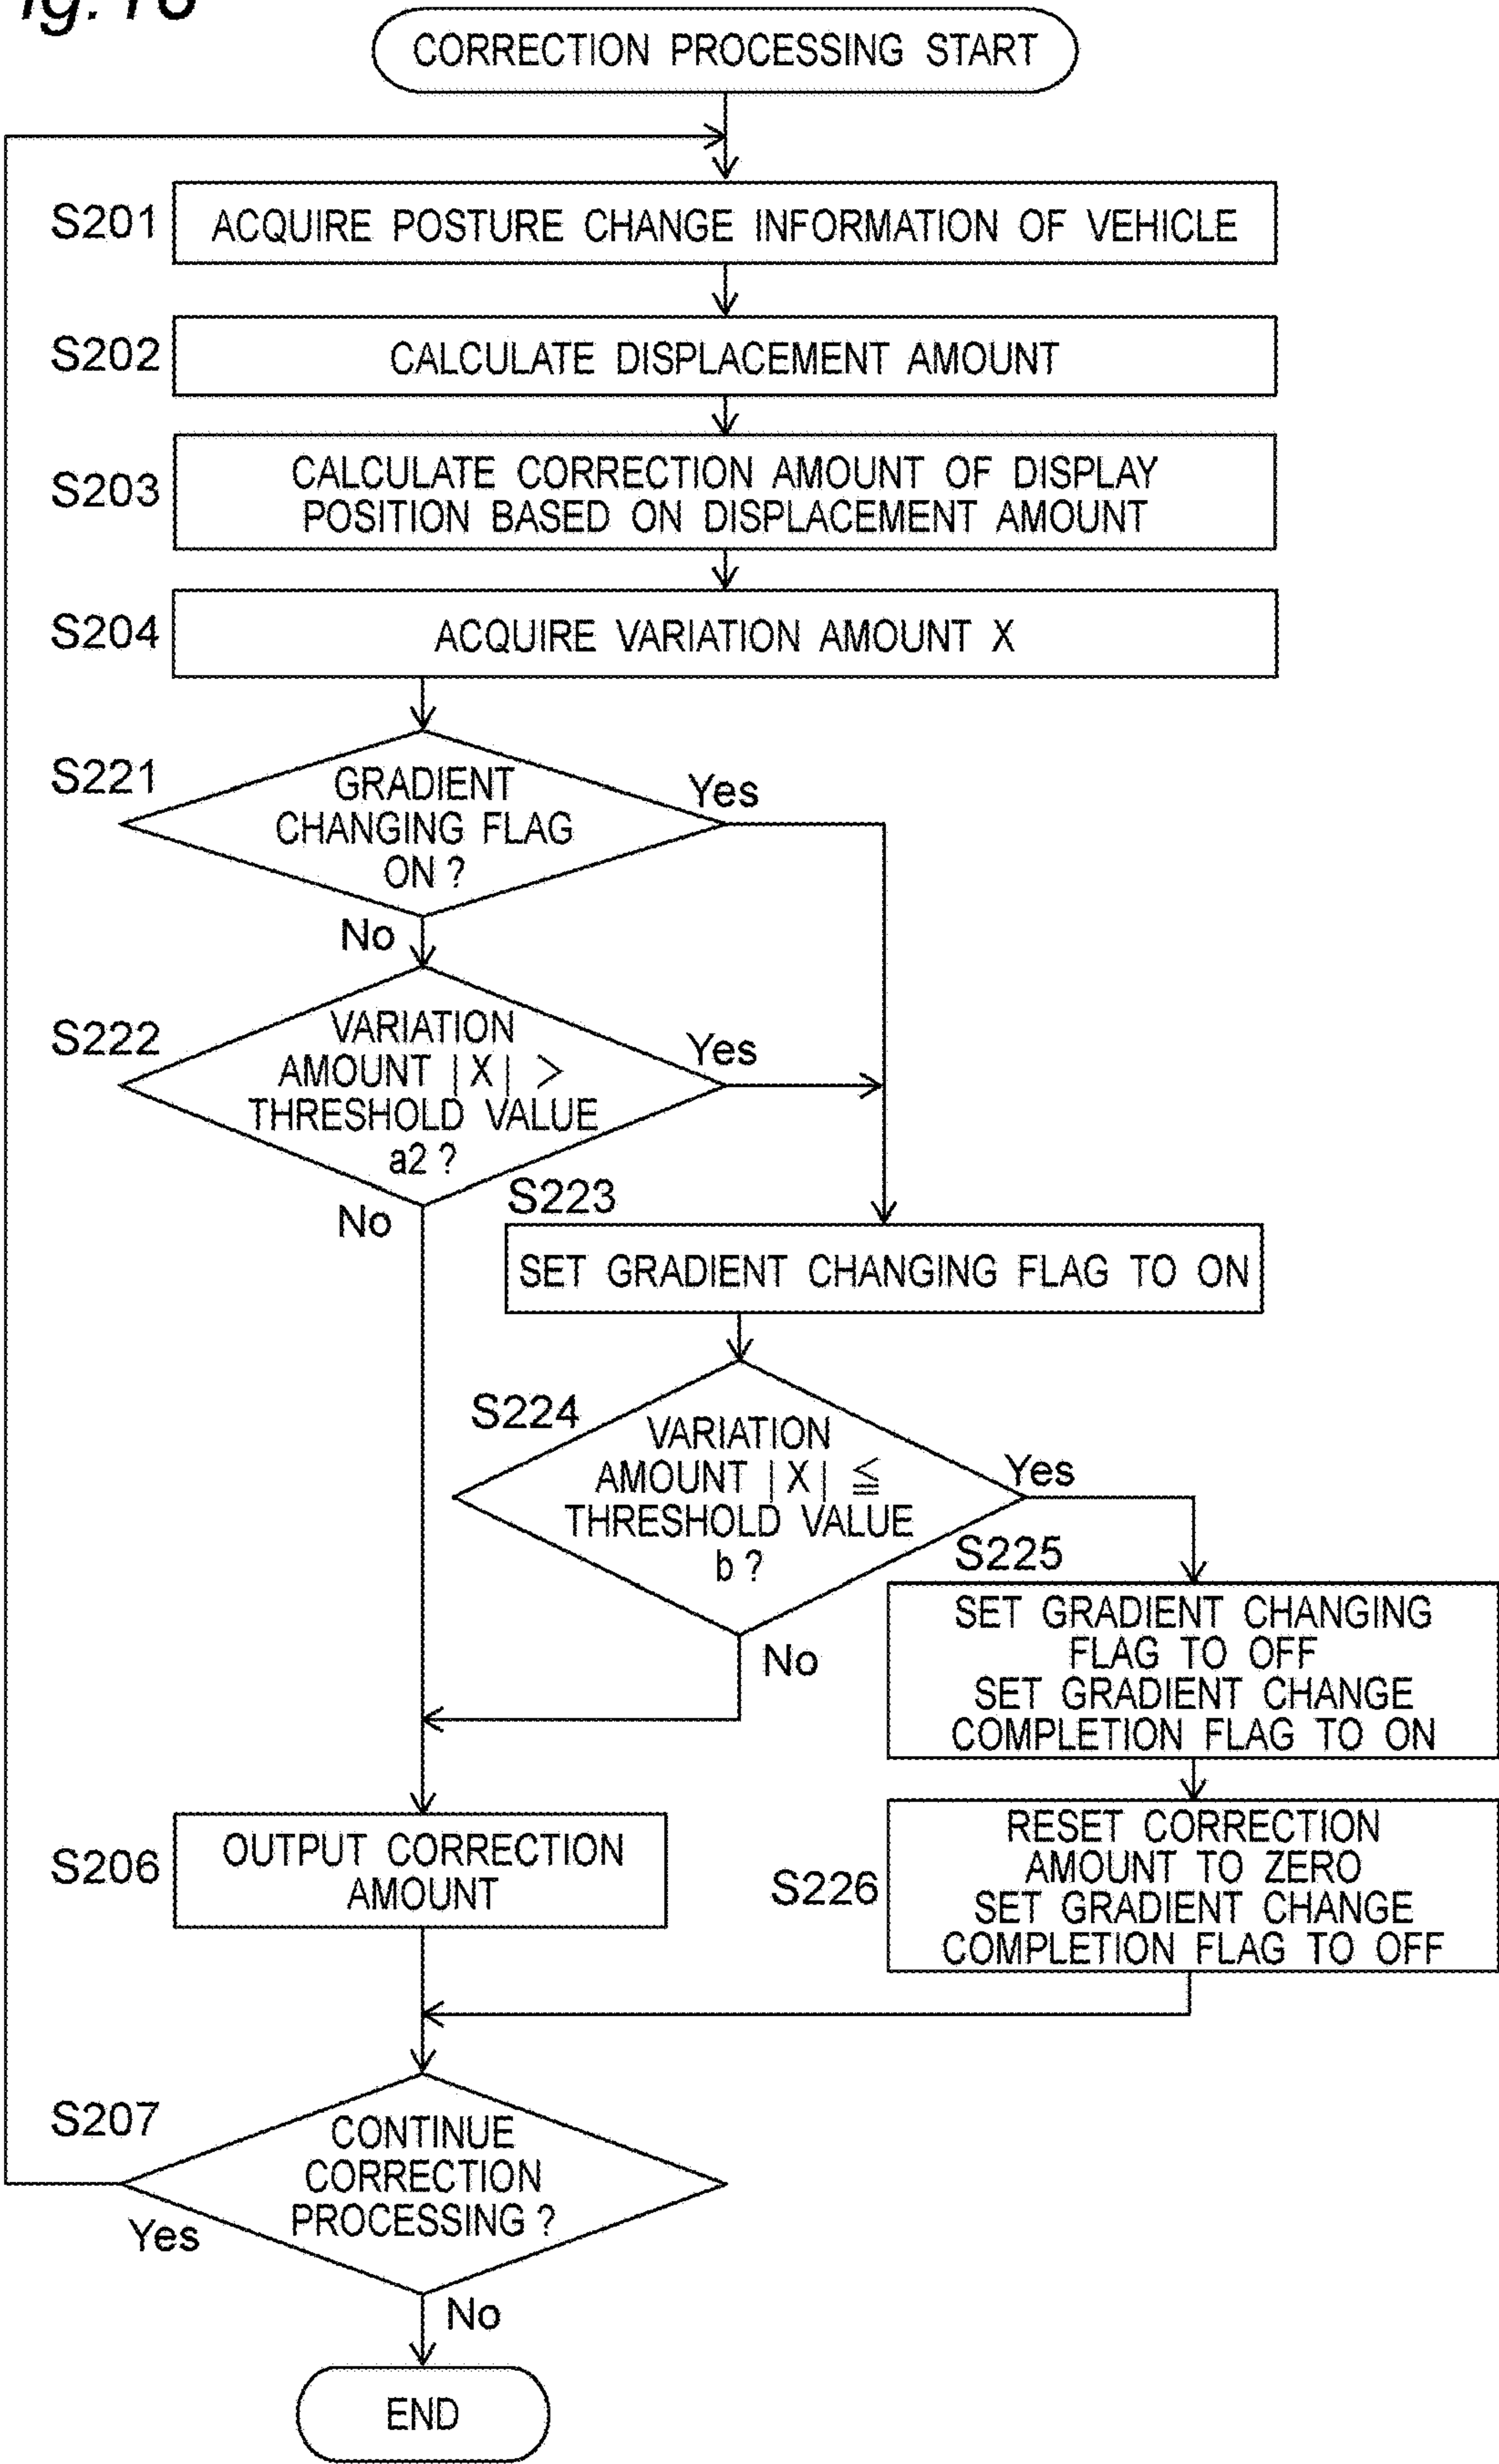 CORRECTION PROCESSING START
S201
ACQUIRE POSTURE CHANGE INFORMATION OF VEHICLE
S202
CALCULATE DISPLACEMENT AMOUNT
S203
CALCULATE CORRECTION AMOUNT OF DISPLAY
POSITION BASED ON DISPLACEMENT AMOUNT
S204
ACQUIRE VARIATION AMOUNT X
S221
GRADIENT
CHANGING FLAG
ON ?
Yes
No
S222
VARIATION
AMOUNT | X | >
THRESHOLD VALUE
a2 ?
Yes
No
S223
SET GRADIENT CHANGING FLAG TO ON
S224
VARIATION
AMOUNT | X | ≦
THRESHOLD VALUE
b ?
Yes
No
S225
SET GRADIENT CHANGING
FLAG TO OFF
SET GRADIENT CHANGE
COMPLETION FLAG TO ON
S206
OUTPUT CORRECTION
AMOUNT
S226
RESET CORRECTION
AMOUNT TO ZERO
SET GRADIENT CHANGE
COMPLETION FLAG TO OFF
S207
CONTINUE
CORRECTION
PROCESSING ?
Yes
No
END